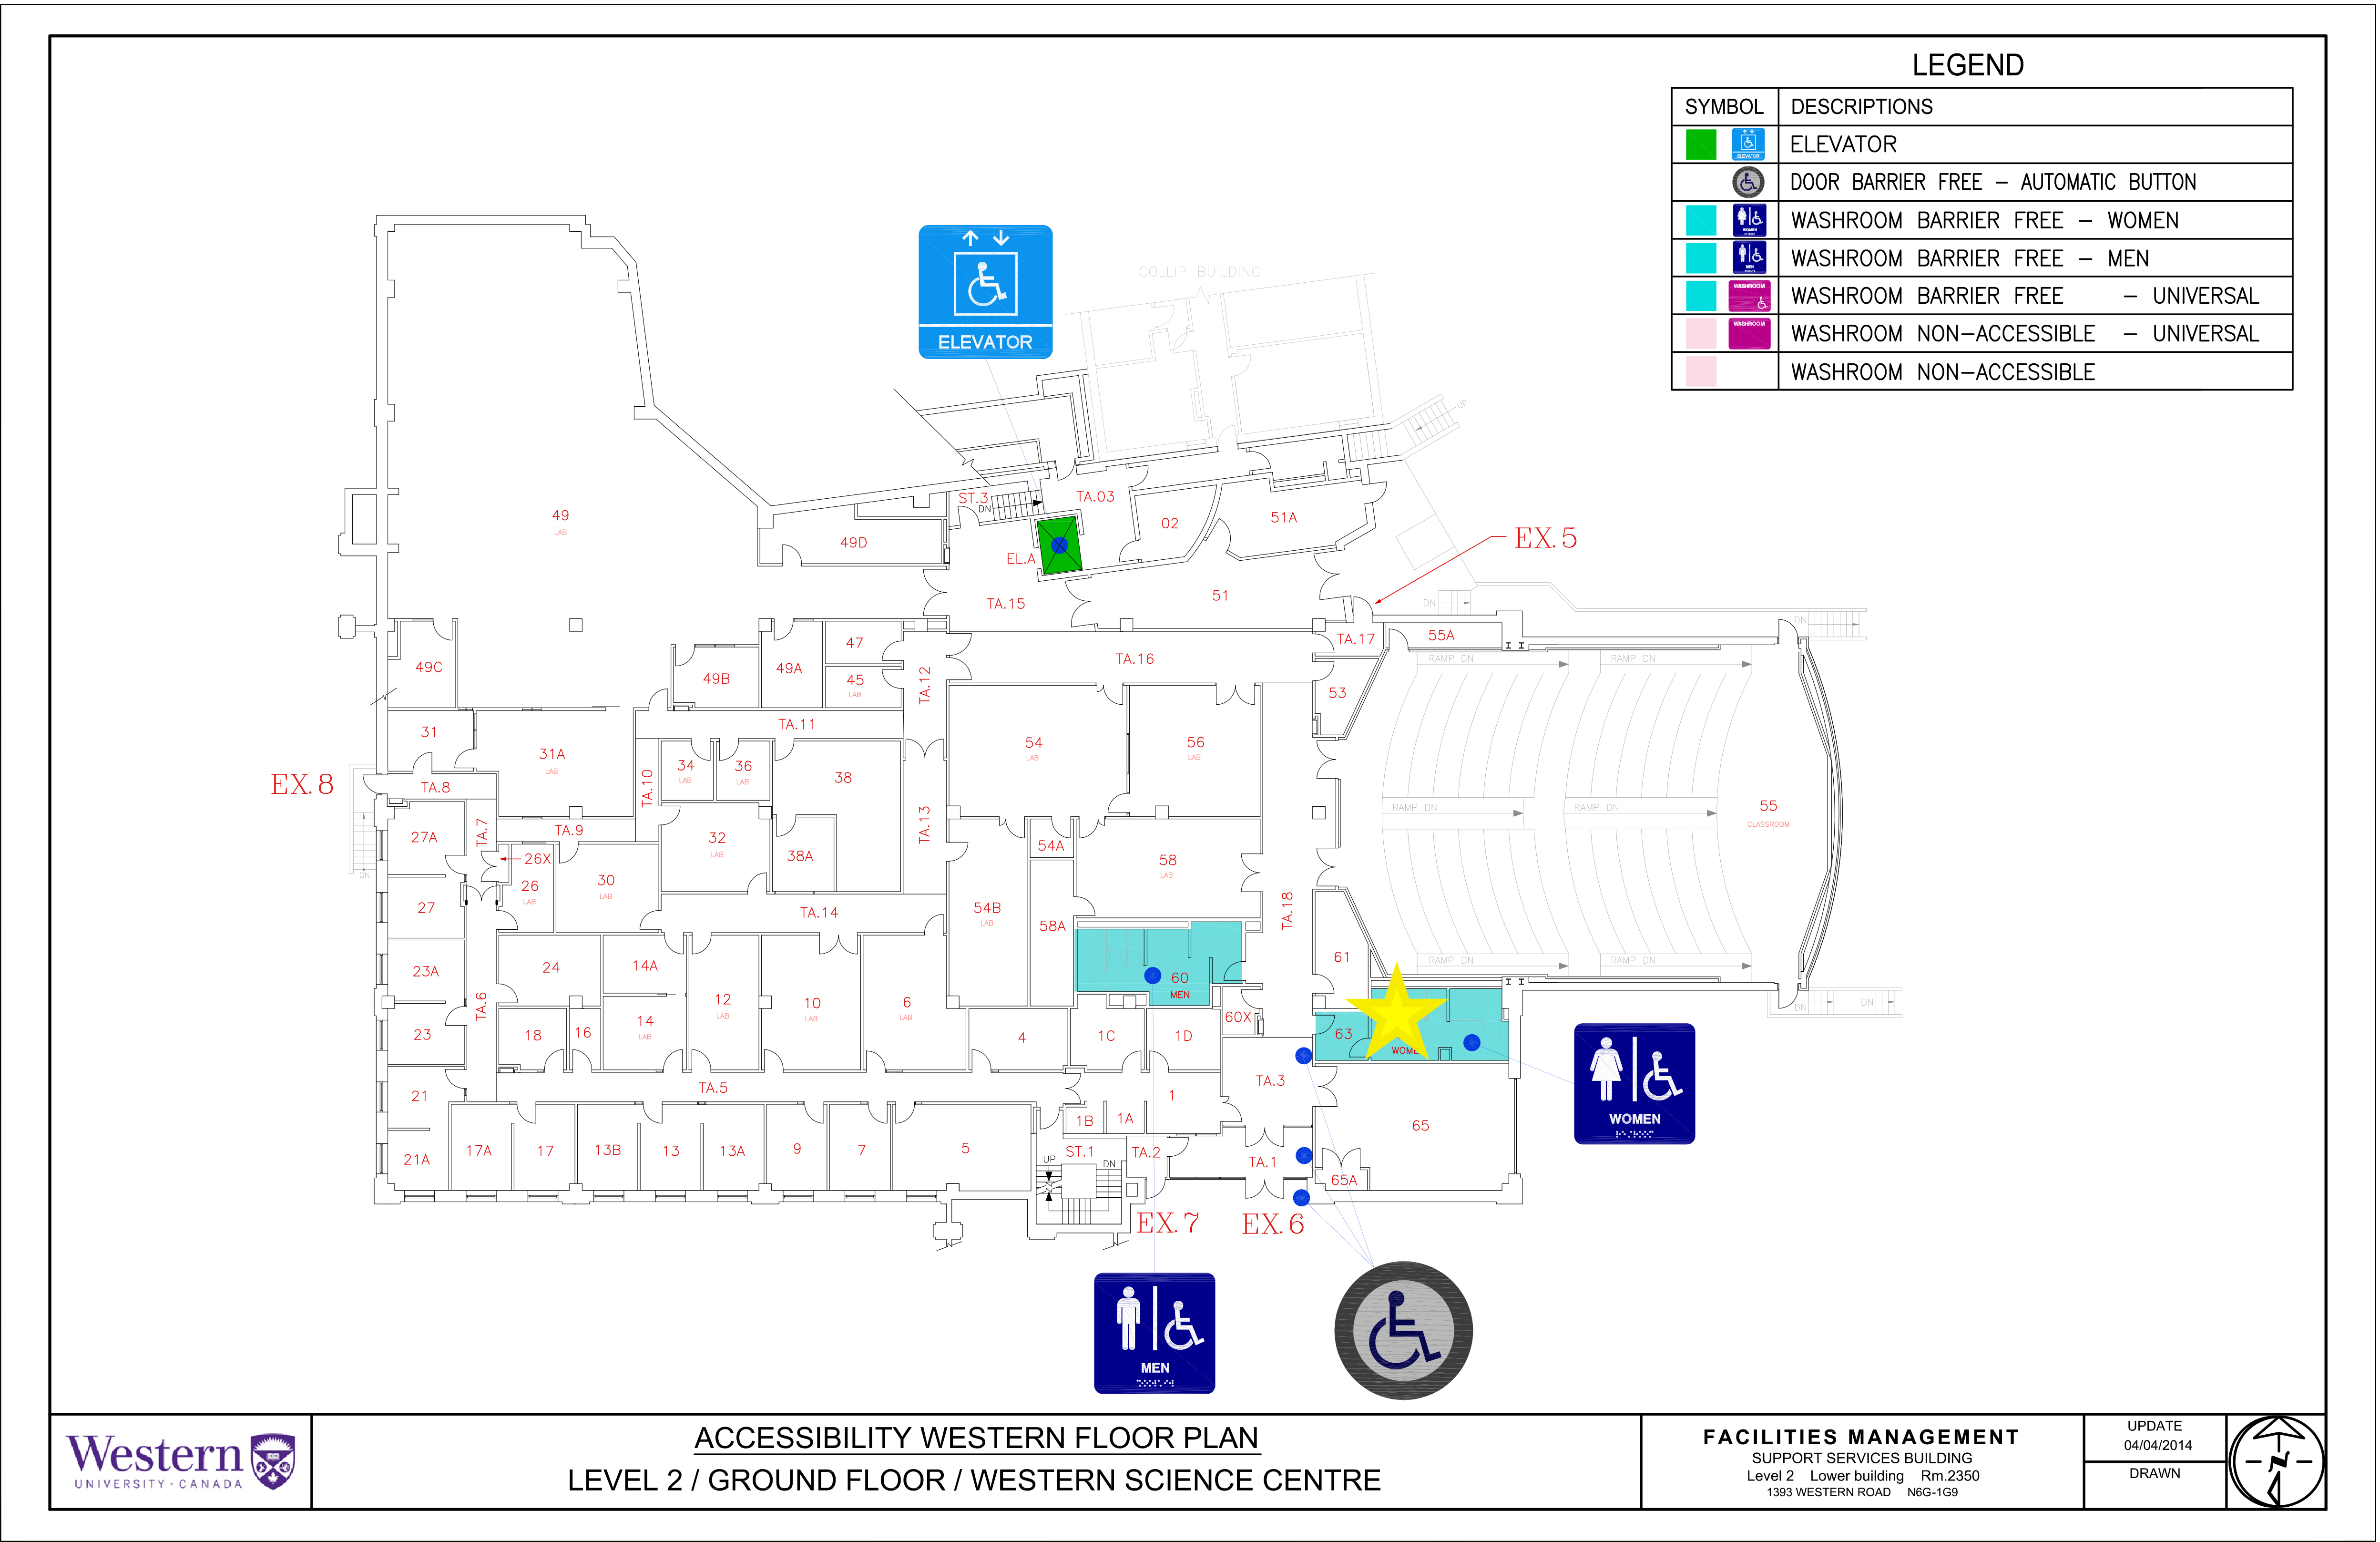 LEGEND
SYMBOL DESCRIPTIONS
ELEVATOR
ELEVATOR
DOOR BARRIER FREE - AUTOMATIC BUTTON
WOMEN
WASHROOM BARRIER FREE - WOMEN
MEN
WASHROOM BARRIER FREE - MEN
WASHROOM
WASHROOM BARRIER FREE - UNIVERSAL
WASHROOM
WASHROOM NON-ACCESSIBLE - UNIVERSAL
WASHROOM NON-ACCESSIBLE
ELEVATOR
COLLIP BUILDING
UP
ST.3
DN
TA.03
02
51A
49
LAB
49D
EL.A
EX.5
TA.15
51
DN
DN
TA.17
55A
47
49C
49A
49B
45
LAB
TA.12
TA.16
RAMP DN
RAMP DN
53
31
31A
LAB
TA.11
34
LAB
36
LAB
38
54
LAB
56
LAB
EX.8
TA.8
TA.10
RAMP DN
RAMP DN
55
CLASSROOM
27A
TA.7
TA.9
32
LAB
TA.13
38A
54A
58
LAB
DN
26X
26
LAB
30
LAB
27
TA.14
54B
LAB
58A
TA.18
23A
24
14A
61
RAMP DN
RAMP DN
60
MEN
TA.6
12
LAB
10
LAB
6
LAB
DN
DN
23
18
16
14
LAB
4
1C
1D
60X
63
TA.5
TA.3
21
1
1B
1A
WOMEN
21A
17A
17
13B
13
13A
9
7
5
ST.1
UP
DN
TA.2
TA.1
65
65A
EX.7
EX.6
MEN
Western
UNIVERSITY · CANADA
ACCESSIBILITY WESTERN FLOOR PLAN
LEVEL 2 / GROUND FLOOR / WESTERN SCIENCE CENTRE
FACILITIES MANAGEMENT
SUPPORT SERVICES BUILDING
Level 2 Lower building Rm.2350
1393 WESTERN ROAD N6G-1G9
UPDATE
04/04/2014
DRAWN
N